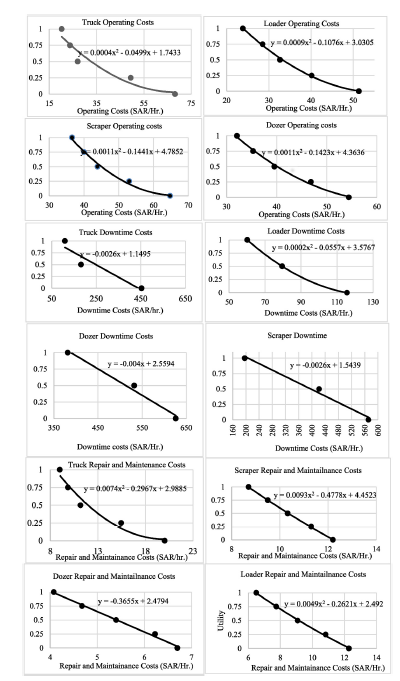 Truck Operating Costs
1
0.75
0.5
0.25
0
y = 0.0004x² - 0.0499x + 1.7433
15 35 55 75
Operating Costs (SAR/Hr.)
Loader Operating Costs
1
0.75
0.5
0.25
0
y = 0.0009x² - 0.1076x + 3.0305
20 30 40 50
Operating Costs (SAR/Hr.)
Scraper Operating costs
1
0.75
0.5
0.25
0
y = 0.0011x² - 0.1441x + 4.7852
30 40 50 60 70
Operating Costs (SAR/Hr.)
Dozer Operating Costs
1
0.75
0.5
0.25
0
y = 0.0011x² - 0.1423x + 4.3636
30 40 50 60
Operating Costs (SAR/Hr.)
Truck Downtime Costs
1
0.75
0.5
0.25
0
y = -0.0026x + 1.1495
50 250 450 650
Downtime Costs (SAR/Hr.)
Loader Downtime Costs
1
0.75
0.5
0.25
0
y = 0.0002x² - 0.0557x + 3.5767
50 70 90 110 130
Downtime Costs (SAR/Hr.)
Dozer Downtime Costs
1
0.75
0.5
0.25
0
y = -0.004x + 2.5594
350 450 550 650
Downtime costs (SAR/Hr.)
Scraper Downtime
1
0.75
0.5
0.25
0
y = -0.0026x + 1.5439
160 200 240 280 320 360 400 440 480 520 560 600
Downtime Costs (SAR/Hr.)
Truck Repair and Maintenance Costs
1
0.75
0.5
0.25
0
y = 0.0074x² - 0.2967x + 2.9885
8 13 18 23
Repair and Maintainance Costs (SAR/hr.)
Scraper Repair and Maintailnance Costs
1
0.75
0.5
0.25
0
y = 0.0093x² - 0.4778x + 4.4523
8 10 12 14
Repair and Maintainance Costs (SAR/Hr.)
Dozer Repair and Maintailnance Costs
1
0.75
0.5
0.25
0
y = -0.3655x + 2.4794
4 5 6 7
Repair and Maintainance Costs (SAR/Hr.)
Loader Repair and Maintailnance Costs
Utility
1
0.75
0.5
0.25
0
y = 0.0049x² - 0.2621x + 2.492
6 8 10 12 14
Repair and Maintainance Costs (SAR/Hr.)